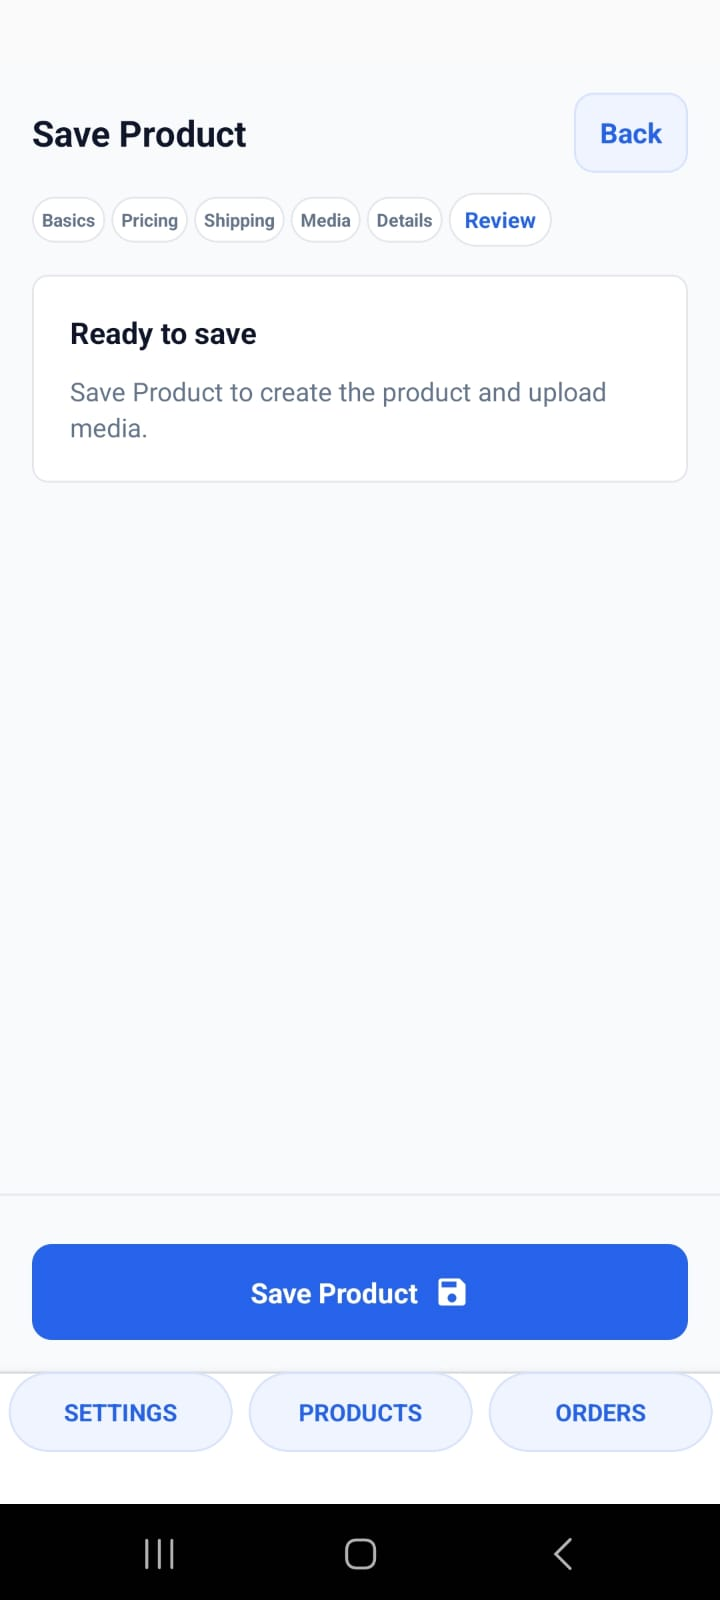 Save Product
Back
Basics
Pricing
Shipping
Media
Details
Review
Ready to save
Save Product to create the product and upload
media.
Save Product
SETTINGS
PRODUCTS
ORDERS